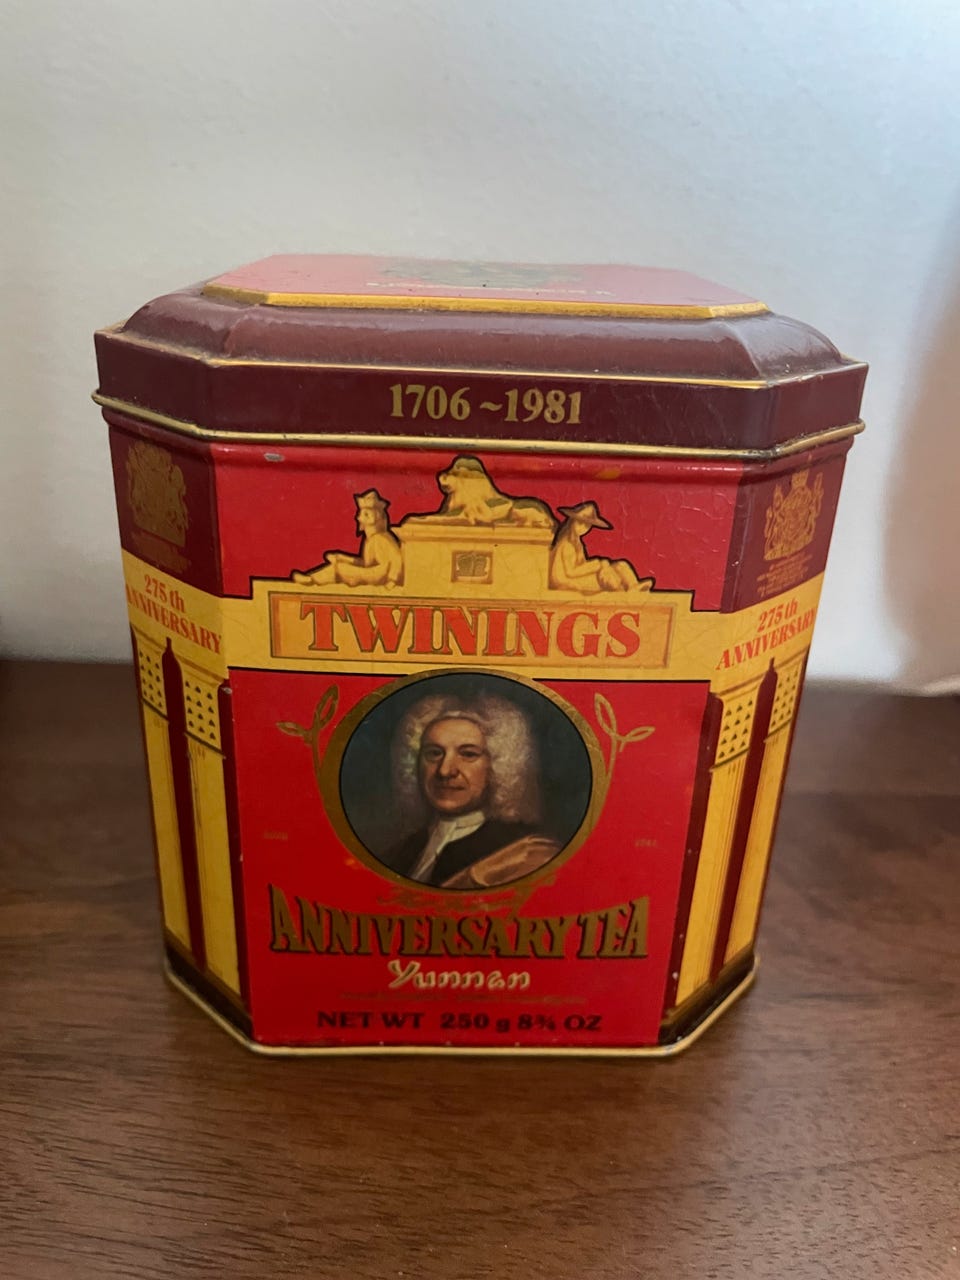 1706~1981
275th
ANNIVERSARY
275th
ANNIVERSARY
TWININGS
ANNIVERSARY TEA
Yunnan
NET WT 250 g 8¾ OZ